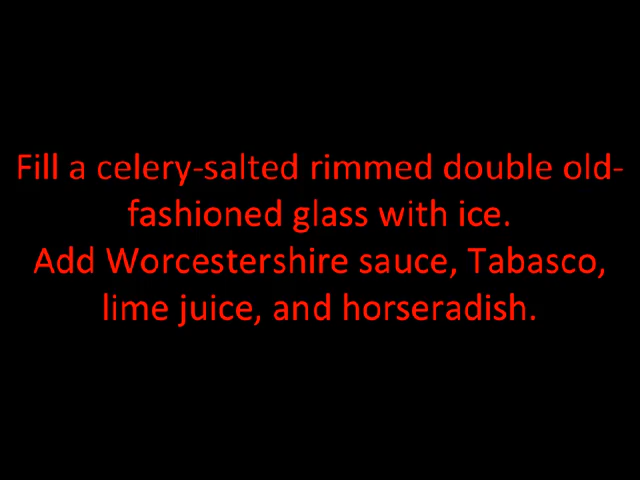 Fill a celery-salted rimmed double old-
fashioned glass with ice.
Add Worcestershire sauce, Tabasco,
lime juice, and horseradish.